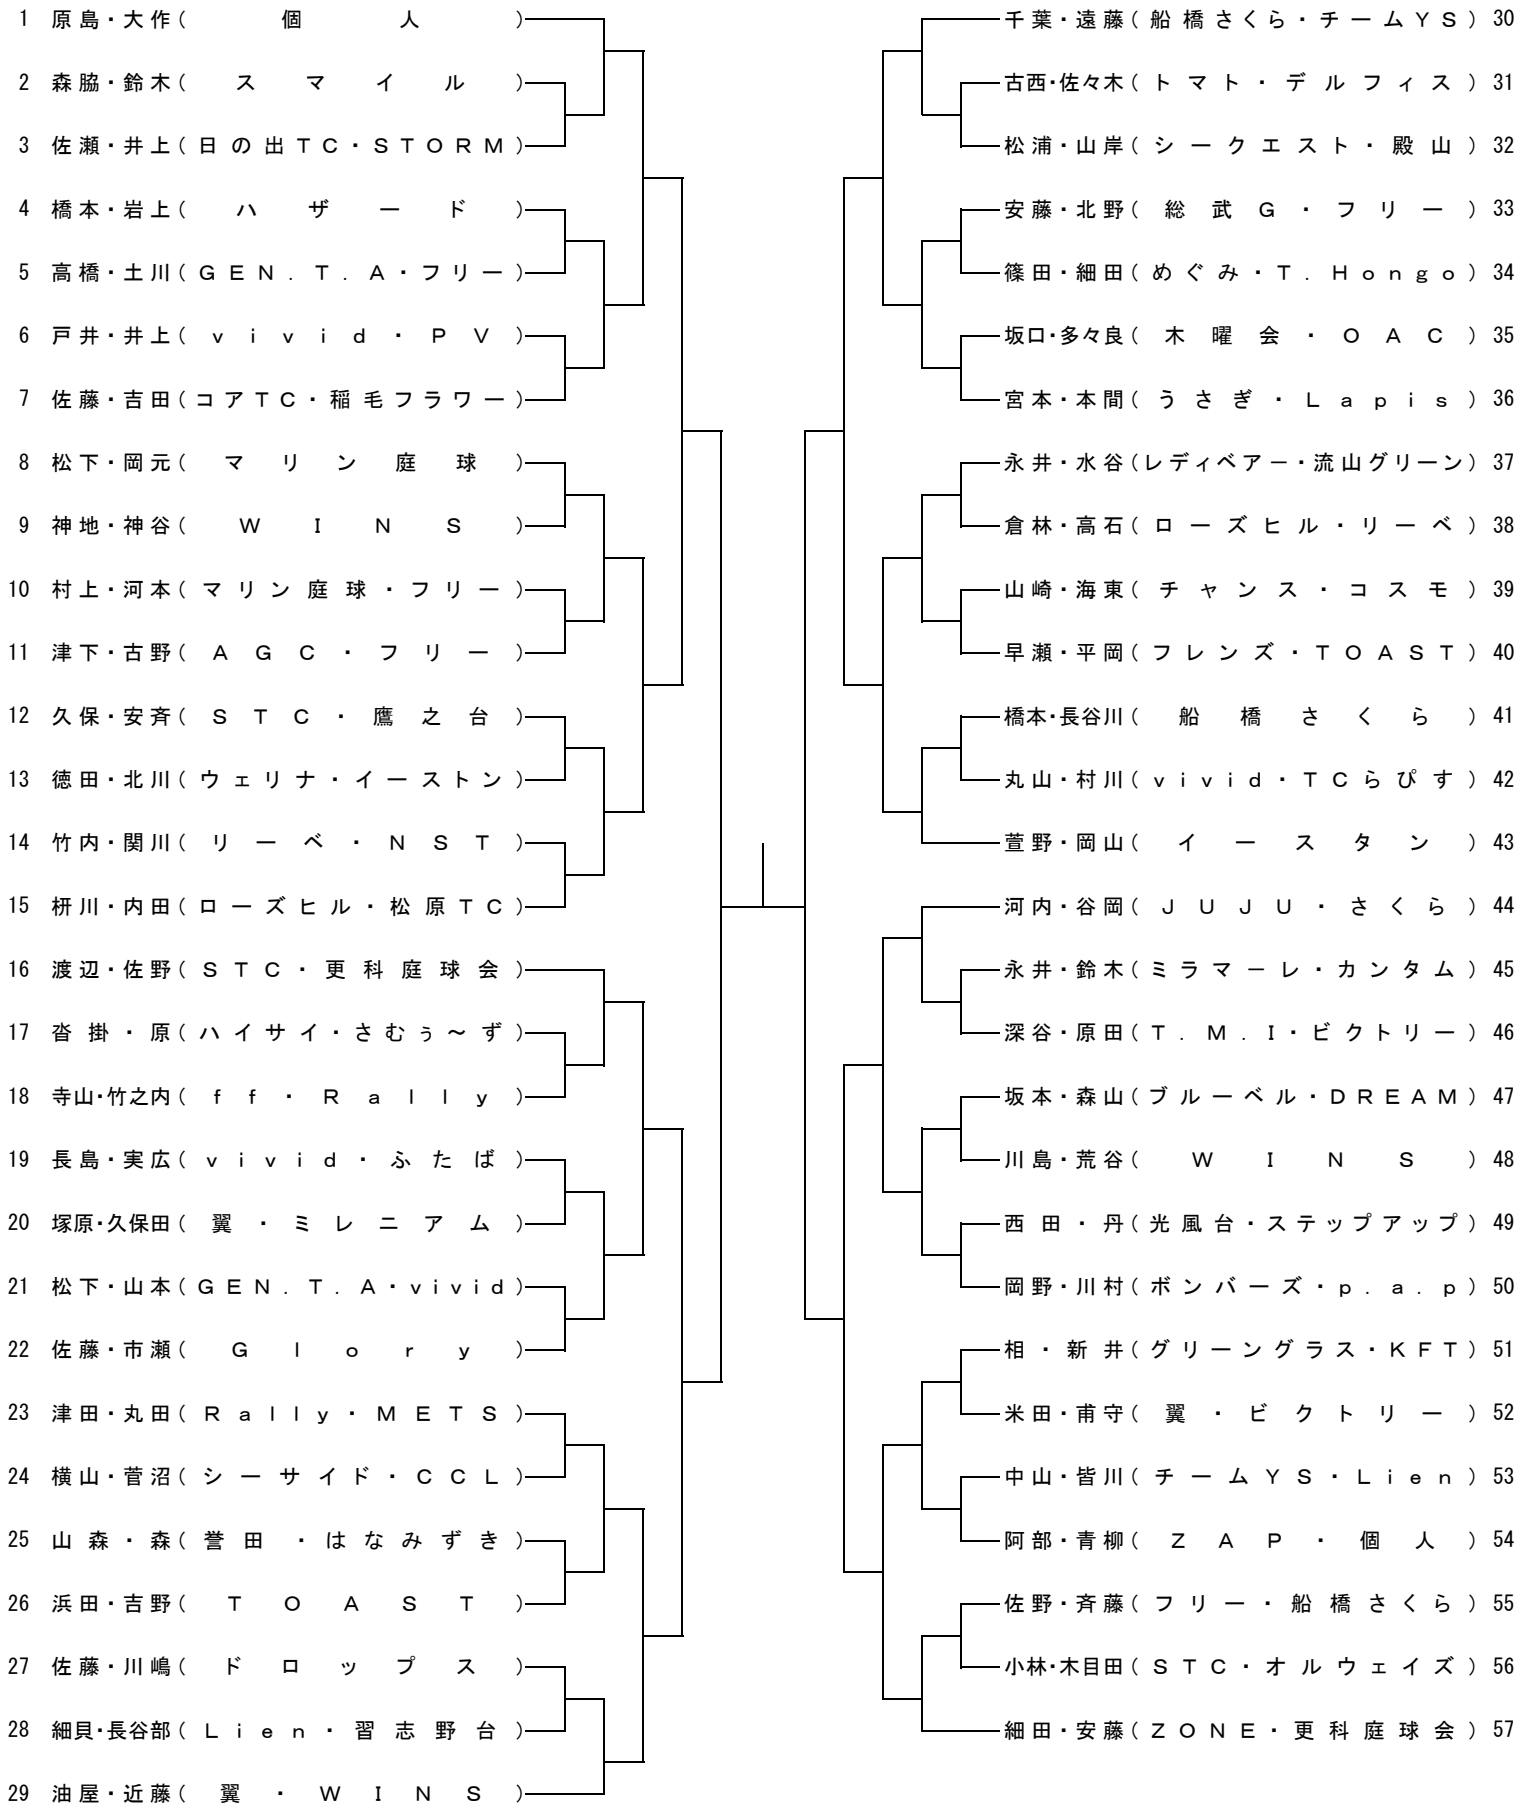 1 原島・大作(個人)
2 森脇・鈴木(スマイル)
3 佐瀬・井上(日の出TC・STORM)
4 橋本・岩上(ハザード)
5 高橋・土川(GEN.T.A・フリー)
6 戸井・井上(vivid・PV)
7 佐藤・吉田(コアTC・稲毛フラワー)
8 松下・岡元(マリン庭球)
9 神地・神谷(WINS)
10 村上・河本(マリン庭球・フリー)
11 津下・古野(AGC・フリー)
12 久保・安斉(STC・鷹之台)
13 徳田・北川(ウェリナ・イーストン)
14 竹内・関川(リーベ・NST)
15 枡川・内田(ローズヒル・松原TC)
16 渡辺・佐野(STC・更科庭球会)
17 沓掛・原(ハイサイ・さむぅ～ず)
18 寺山・竹之内(ff・Rally)
19 長島・実広(vivid・ふたば)
20 塚原・久保田(翼・ミレニアム)
21 松下・山本(GEN.T.A・vivid)
22 佐藤・市瀬(Glory)
23 津田・丸田(Rally・METS)
24 横山・菅沼(シーサイド・CCL)
25 山森・森(誉田・はなみずき)
26 浜田・吉野(TOAST)
27 佐藤・川嶋(ドロップス)
28 細貝・長谷部(Lien・習志野台)
29 油屋・近藤(翼・WINS)
千葉・遠藤(船橋さくら・チームYS) 30
古西・佐々木(トマト・デルフィス) 31
松浦・山岸(シークエスト・殿山) 32
安藤・北野(総武G・フリー) 33
篠田・細田(めぐみ・T.Hongo) 34
坂口・多々良(木曜会・OAC) 35
宮本・本間(うさぎ・Lapis) 36
永井・水谷(レディベアー・流山グリーン) 37
倉林・高石(ローズヒル・リーベ) 38
山崎・海東(チャンス・コスモ) 39
早瀬・平岡(フレンズ・TOAST) 40
橋本・長谷川(船橋さくら) 41
丸山・村川(vivid・TCらぴす) 42
萱野・岡山(イースタン) 43
河内・谷岡(JUJU・さくら) 44
永井・鈴木(ミラマーレ・カンタム) 45
深谷・原田(T.M.I・ビクトリー) 46
坂本・森山(ブルーベル・DREAM) 47
川島・荒谷(WINS) 48
西田・丹(光風台・ステップアップ) 49
岡野・川村(ボンバーズ・p.a.p) 50
相・新井(グリーングラス・KFT) 51
米田・甫守(翼・ビクトリー) 52
中山・皆川(チームYS・Lien) 53
阿部・青柳(ZAP・個人) 54
佐野・斉藤(フリー・船橋さくら) 55
小林・木目田(STC・オルウェイズ) 56
細田・安藤(ZONE・更科庭球会) 57